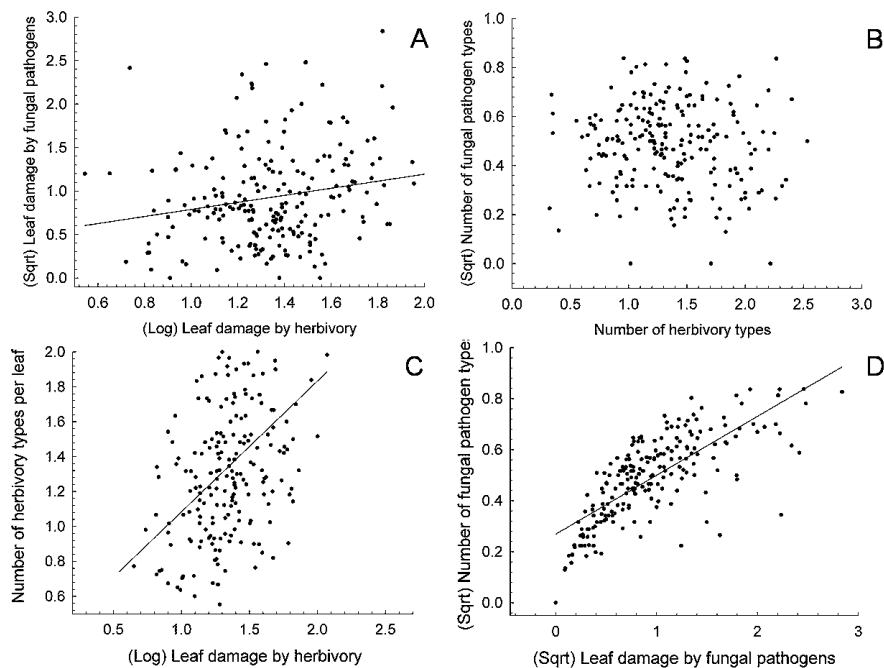 A
(Sqrt) Leaf damage by fungal pathogens
3.0
2.5
2.0
1.5
1.0
0.5
0.0
0.6 0.8 1.0 1.2 1.4 1.6 1.8 2.0
(Log) Leaf damage by herbivory
B
(Sqrt) Number of fungal pathogen types
1.0
0.8
0.6
0.4
0.2
0.0
0.0 0.5 1.0 1.5 2.0 2.5 3.0
Number of herbivory types
C
Number of herbivory types per leaf
2.0
1.8
1.6
1.4
1.2
1.0
0.8
0.6
0.5 1.0 1.5 2.0 2.5
(Log) Leaf damage by herbivory
D
(Sqrt) Number of fungal pathogen types
1.0
0.8
0.6
0.4
0.2
0.0
0 1 2 3
(Sqrt) Leaf damage by fungal pathogens